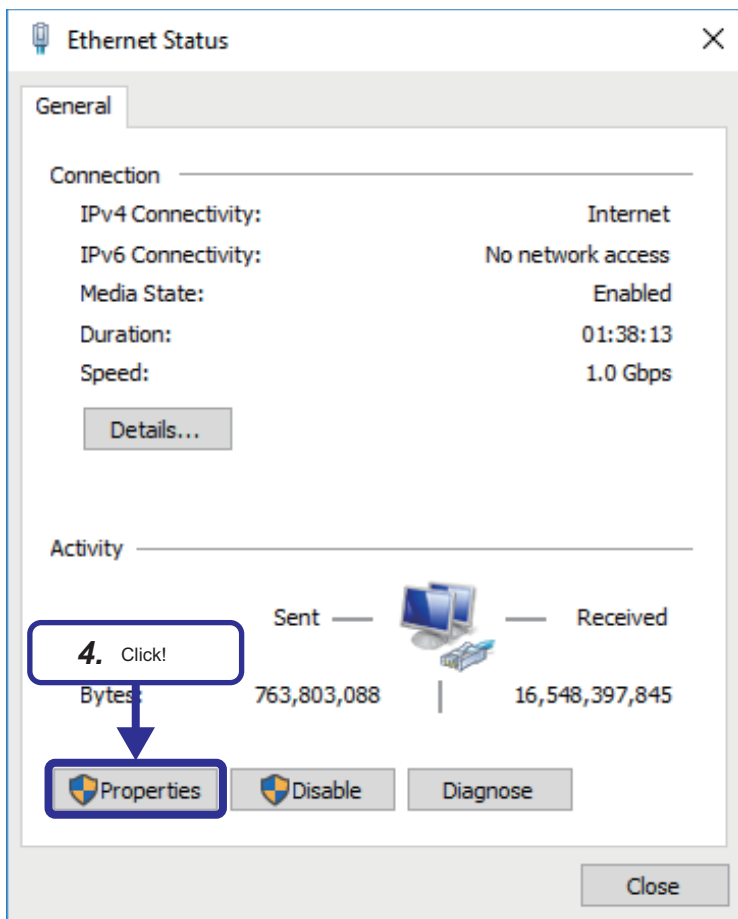 Ethernet Status
General
Connection
IPv4 Connectivity: Internet
IPv6 Connectivity: No network access
Media State: Enabled
Duration: 01:38:13
Speed: 1.0 Gbps
Details...
Activity
Sent Received
4. Click!
Bytes: 763,803,088 16,548,397,845
Properties Disable Diagnose
Close